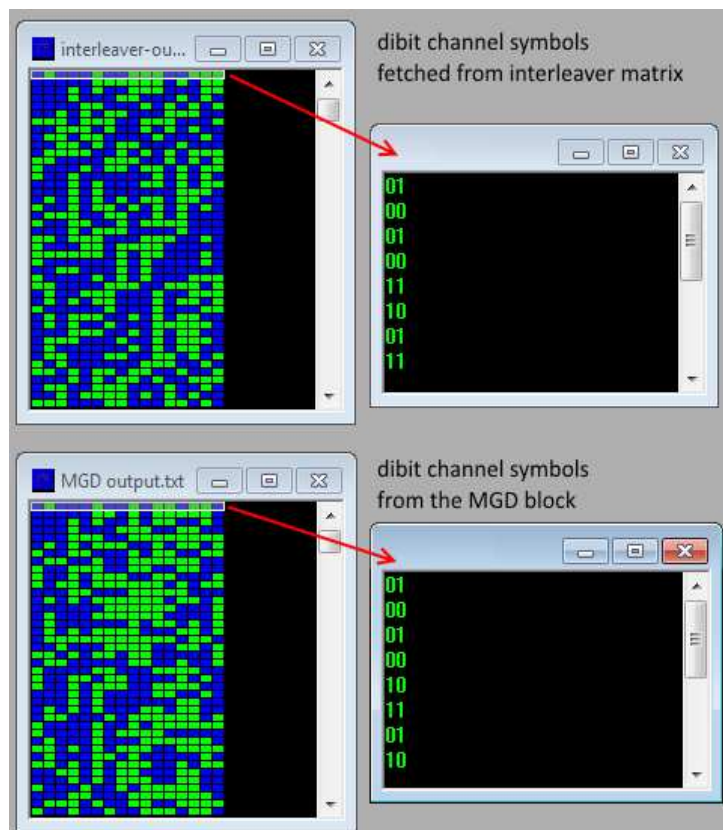 interleaver-ou...
dibit channel symbols
fetched from interleaver matrix
01
00
01
00
11
10
01
11
MGD output.txt
dibit channel symbols
from the MGD block
01
00
01
00
10
11
01
10